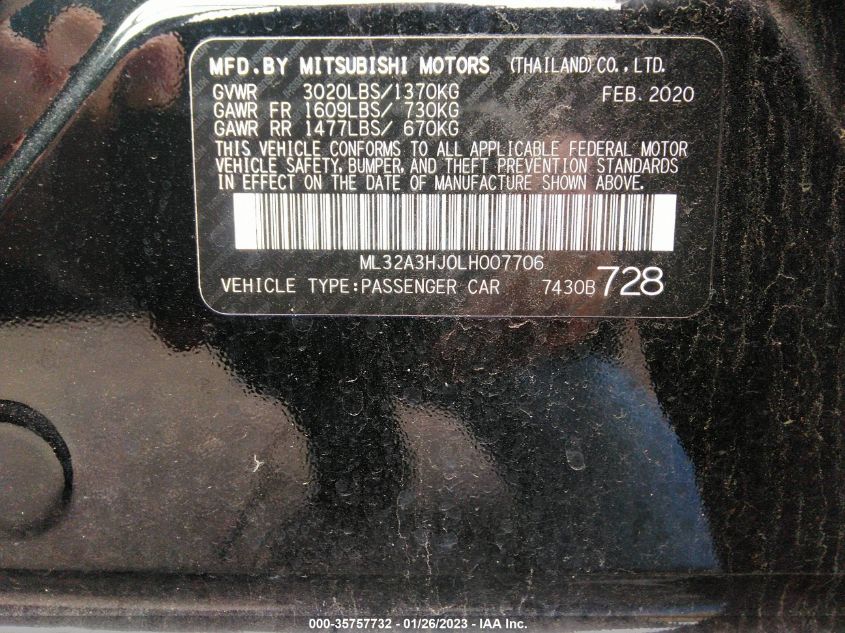 MFD.BY MITSUBISHI MOTORS (THAILAND) CO.,LTD.
GVWR 3020LBS/1370KG FEB. 2020
GAWR FR 1609LBS/ 730KG
GAWR RR 1477LBS/ 670KG
THIS VEHICLE CONFORMS TO ALL APPLICABLE FEDERAL MOTOR
VEHICLE SAFETY, BUMPER, AND THEFT PREVENTION STANDARDS
IN EFFECT ON THE DATE OF MANUFACTURE SHOWN ABOVE.
ML32A3HJ0LH007706
VEHICLE TYPE:PASSENGER CAR 7430B 728
000-35757732 - 01/26/2023 - IAA Inc.